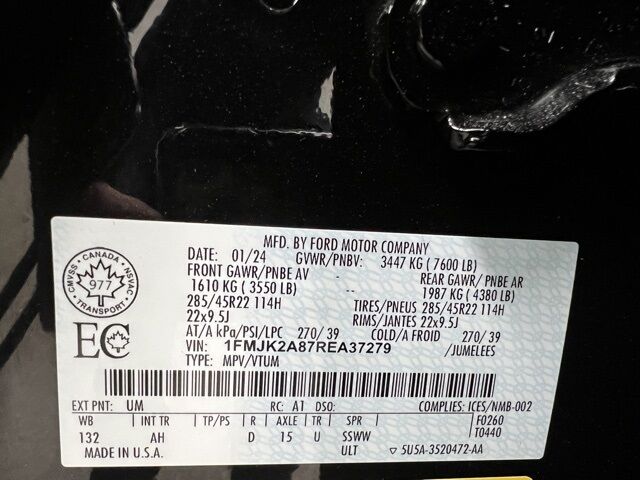 MFD. BY FORD MOTOR COMPANY
DATE: 01/24 GVWR/PNBV: 3447 KG ( 7600 LB)
FRONT GAWR/PNBE AV REAR GAWR/ PNBE AR
1610 KG ( 3550 LB) 1987 KG ( 4380 LB)
285/45R22 114H TIRES/PNEUS 285/45R22 114H
22x9.5J RIMS/JANTES 22x9.5J
AT/A kPa/PSI/LPC 270/ 39 COLD/A FROID 270/ 39
VIN: 1FMJK2A87REA37279 /JUMELEES
TYPE: MPV/VTUM
CANADA
CMVSS NSVAC
977
TRANSPORT
EC
EXT PNT: UM RC: A1 DSO: COMPLIES: ICES/NMB-002
WB INT TR TP/PS R A TR SPR F0260
132 AH D 15 U SSWW T0440
MADE IN U.S.A. ULT 5U5A-3520472-AA